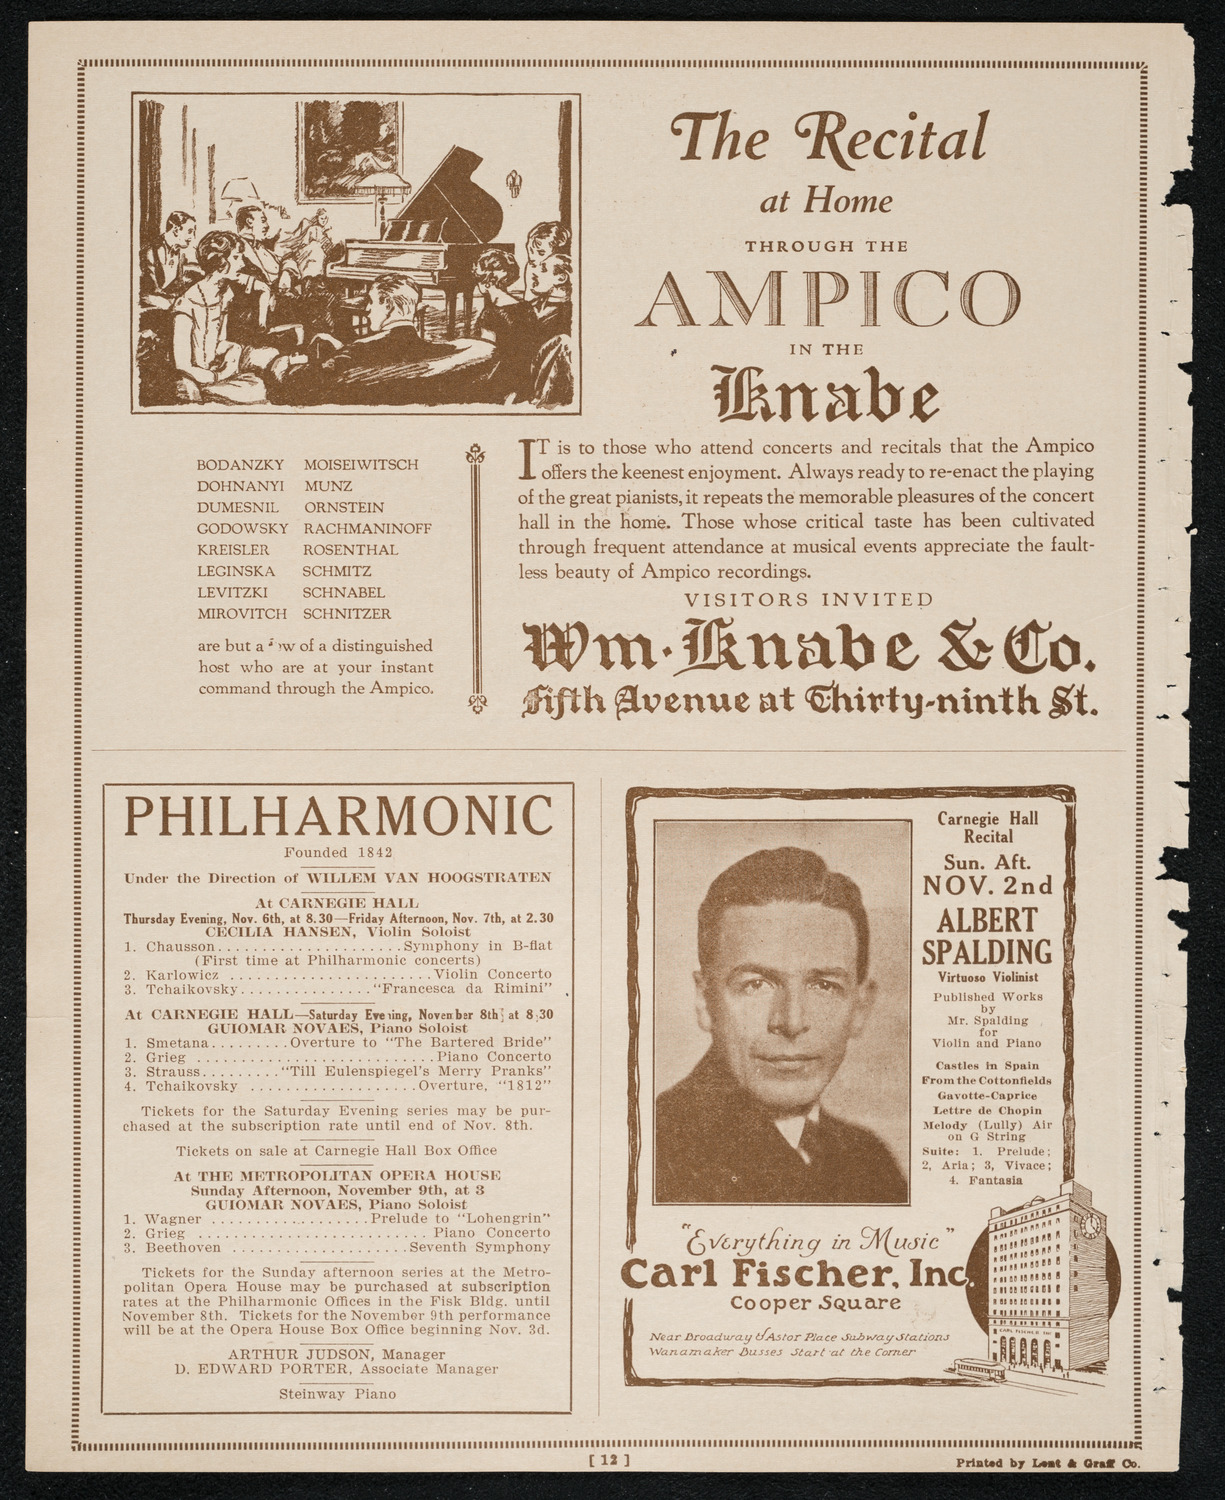 The Recital
at Home
THROUGH THE
AMPICO
IN THE
Knabe
IT is to those who attend concerts and recitals that the Ampico
offers the keenest enjoyment. Always ready to re-enact the playing
of the great pianists, it repeats the memorable pleasures of the concert
hall in the home. Those whose critical taste has been cultivated
through frequent attendance at musical events appreciate the fault-
less beauty of Ampico recordings.
VISITORS INVITED
Wm. Knabe & Co.
Fifth Avenue at Thirty-ninth St.
BODANZKY MOISEIWITSCH
DOHNANYI MUNZ
DUMESNIL ORNSTEIN
GODOWSKY RACHMANINOFF
KREISLER ROSENTHAL
LEGINSKA SCHMITZ
LEVITZKI SCHNABEL
MIROVITCH SCHNITZER
are but a of a distinguished
host who are at your instant
command through the Ampico.
PHILHARMONIC
Founded 1842
Under the Direction of WILLEM VAN HOOGSTRATEN
At CARNEGIE HALL
Thursday Evening, Nov. 6th, at 8.30—Friday Afternoon, Nov. 7th, at 2.30
CECILIA HANSEN, Violin Soloist
1. Chausson.....................Symphony in B-flat
(First time at Philharmonic concerts)
2. Karlowicz .......................Violin Concerto
3. Tchaikovsky...............“Francesca da Rimini”
At CARNEGIE HALL—Saturday Evening, November 8th, at 8:30
GUIOMAR NOVAES, Piano Soloist
1. Smetana.........Overture to “The Bartered Bride”
2. Grieg ...........................Piano Concerto
3. Strauss.........“Till Eulenspiegel's Merry Pranks”
4. Tchaikovsky ...................Overture, “1812”
Tickets for the Saturday Evening series may be pur-
chased at the subscription rate until end of Nov. 8th.
Tickets on sale at Carnegie Hall Box Office
At THE METROPOLITAN OPERA HOUSE
Sunday Afternoon, November 9th, at 3
GUIOMAR NOVAES, Piano Soloist
1. Wagner ..................Prelude to “Lohengrin”
2. Grieg ......................... Piano Concerto
3. Beethoven ....................Seventh Symphony
Tickets for the Sunday afternoon series at the Metro-
politan Opera House may be purchased at subscription
rates at the Philharmonic Offices in the Fisk Bldg. until
November 8th. Tickets for the November 9th performance
will be at the Opera House Box Office beginning Nov. 3d.
ARTHUR JUDSON, Manager
D. EDWARD PORTER, Associate Manager
Steinway Piano
Carnegie Hall
Recital
Sun. Aft.
NOV. 2nd
ALBERT
SPALDING
Virtuoso Violinist
Published Works
by
Mr. Spalding
for
Violin and Piano
Castles in Spain
From the Cottonfields
Gavotte-Caprice
Lettre de Chopin
Melody (Lully) Air
on G String
Suite: 1. Prelude;
2, Aria; 3, Vivace;
4. Fantasia
“Everything in Music”
Carl Fischer, Inc.
Cooper Square
Near Broadway & Astor Place Subway Stations
Wanamaker Busses Start at the Corner
CARL FISCHER INC
[ 12 ]
Printed by Lent & Graff Co.